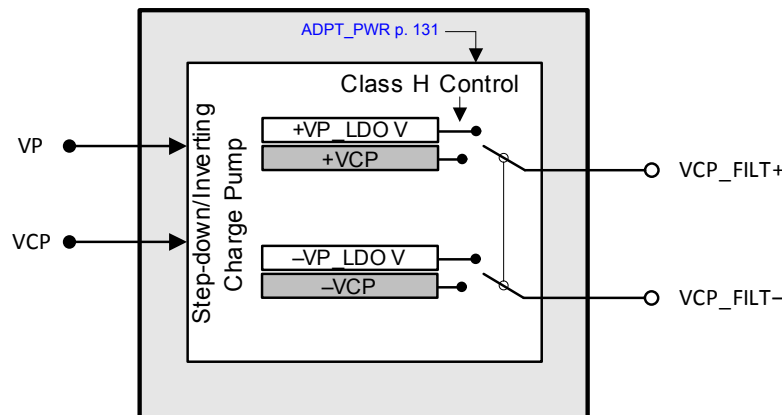 ADPT_PWR p. 131
Class H Control
Step-down/Inverting
Charge Pump
+VP_LDO V
+VCP
–VP_LDO V
–VCP
VP
VCP
VCP_FILT+
VCP_FILT–